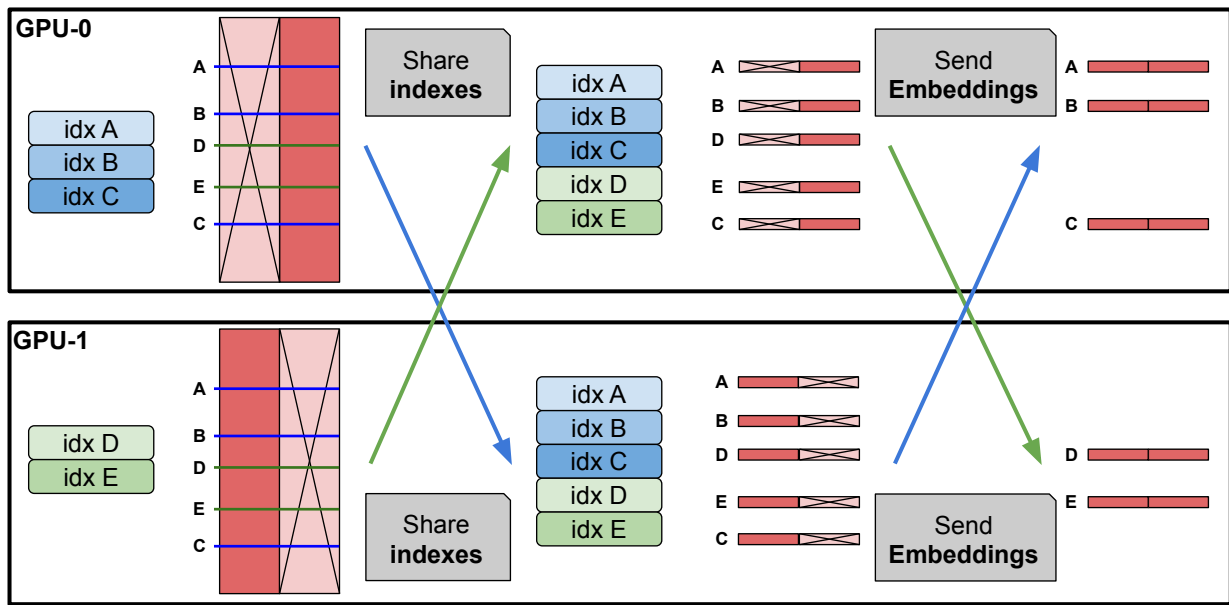 GPU-0
idx A
idx B
idx C
A
B
D
E
C
Share
indexes
idx A
idx B
idx C
idx D
idx E
A
B
D
E
C
Send
Embeddings
A
B
C
GPU-1
idx D
idx E
A
B
D
E
C
Share
indexes
idx A
idx B
idx C
idx D
idx E
A
B
D
E
C
Send
Embeddings
D
E